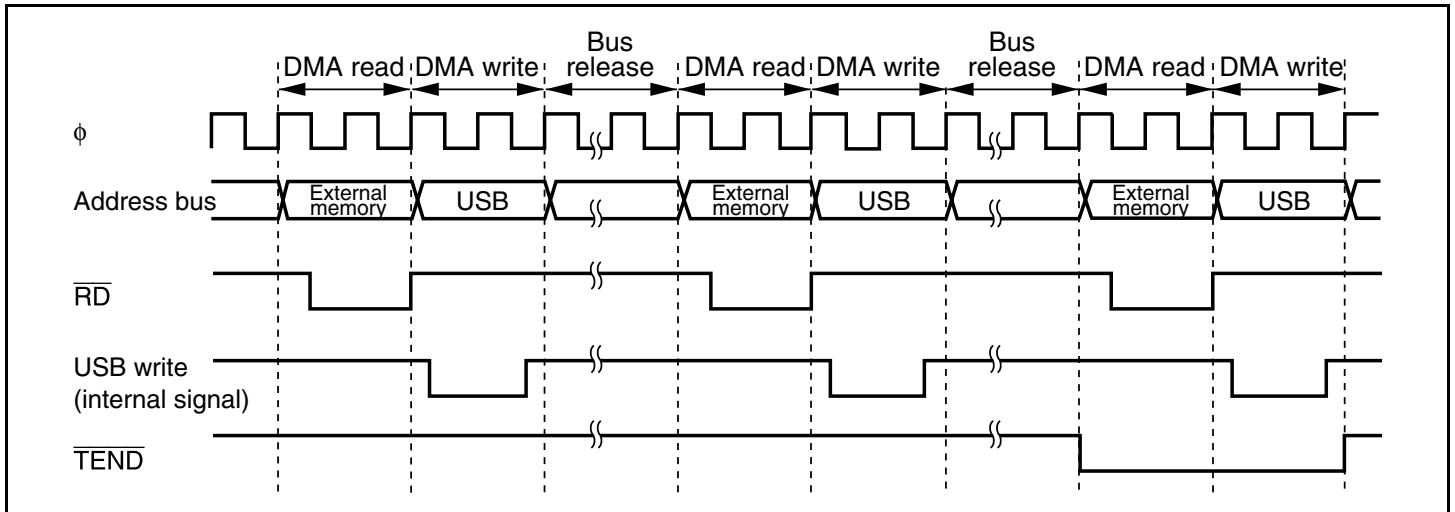 Bus Bus
DMA read DMA write release DMA read DMA write release DMA read DMA write
φ
Address bus External memory USB External memory USB External memory USB
RD
USB write
(internal signal)
TEND